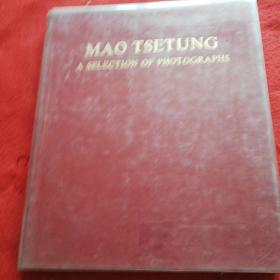 MAO TSETUNG
A SELECTION OF PHOTOGRAPHS